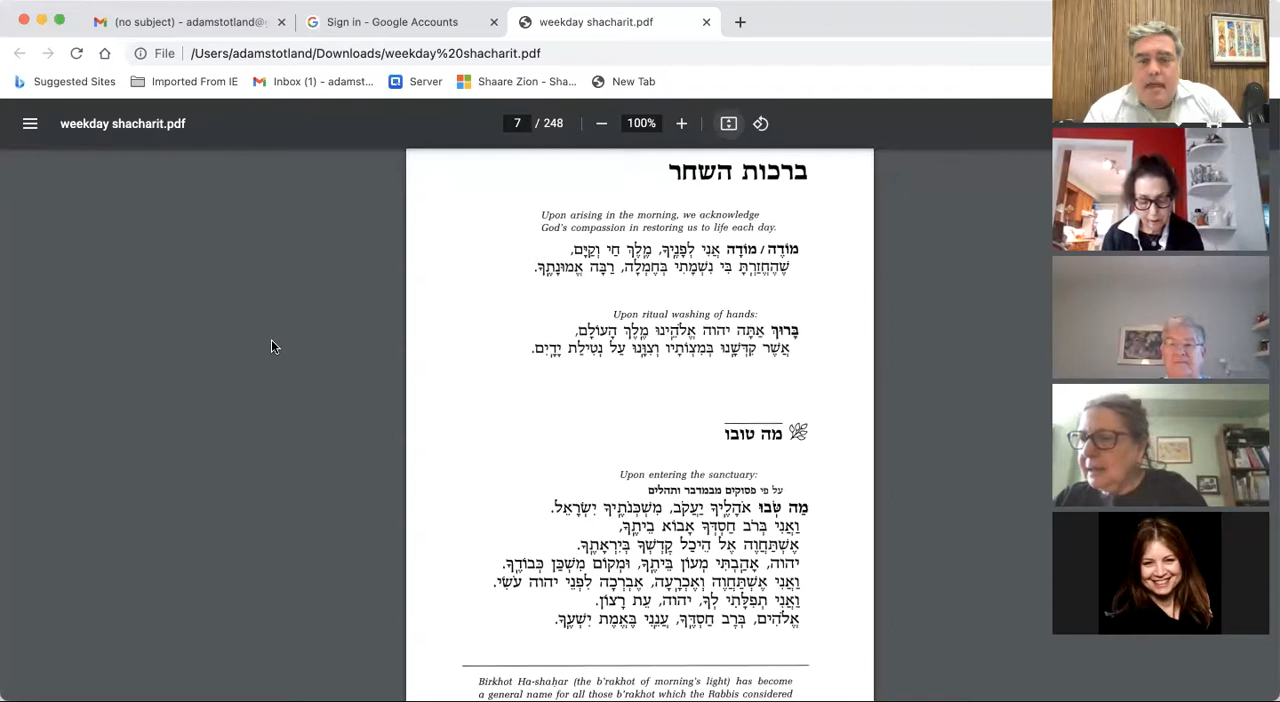 (no subject) - adamstotland@
Sign in - Google Accounts
weekday shacharit.pdf
File
/Users/adamstotland/Downloads/weekday%20shacharit.pdf
Suggested Sites
Imported From IE
Inbox (1) - adamst...
Server
Shaare Zion - Sha...
New Tab
weekday shacharit.pdf
7 / 248
100%
ברכות השחר
Upon arising in the morning, we acknowledge
God's compassion in restoring us to life each day.
מוֹדֶה / מוֹדָה אֲנִי לְפָנֶֽיךָ, מֶֽלֶךְ חַי וְקַיָּם,
שֶׁהֶחֱזַֽרְתָּ בִּי נִשְׁמָתִי בְּחֶמְלָה, רַבָּה אֱמוּנָתֶֽךָ.
Upon ritual washing of hands:
בָּרוּךְ אַתָּה יהוה אֱלֹהֵֽינוּ מֶֽלֶךְ הָעוֹלָם,
אֲשֶׁר קִדְּשָֽׁנוּ בְּמִצְוֹתָיו וְצִוָּֽנוּ עַל נְטִילַת יָדָֽיִם.
מה טובו
Upon entering the sanctuary:
על פי פסוקים מבמדבר ותהלים
מַה טֹּֽבוּ אֹהָלֶֽיךָ יַעֲקֹב, מִשְׁכְּנֹתֶֽיךָ יִשְׂרָאֵל.
וַאֲנִי בְּרֹב חַסְדְּךָ אָבוֹא בֵיתֶֽךָ,
אֶשְׁתַּחֲוֶה אֶל הֵיכַל קָדְשְׁךָ בְּיִרְאָתֶֽךָ.
יהוה, אָהַֽבְתִּי מְעוֹן בֵּיתֶֽךָ, וּמְקוֹם מִשְׁכַּן כְּבוֹדֶֽךָ.
וַאֲנִי אֶשְׁתַּחֲוֶה וְאֶכְרָֽעָה, אֶבְרְכָה לִפְנֵי יהוה עֹשִׂי.
וַאֲנִי תְפִלָּתִי לְךָ, יהוה, עֵת רָצוֹן.
אֱלֹהִים, בְּרָב חַסְדֶּֽךָ, עֲנֵֽנִי בֶּאֱמֶת יִשְׁעֶֽךָ.
Birkhot Ha-shaḥar (the b'rakhot of morning's light) has become
a general name for all those b'rakhot which the Rabbis considered